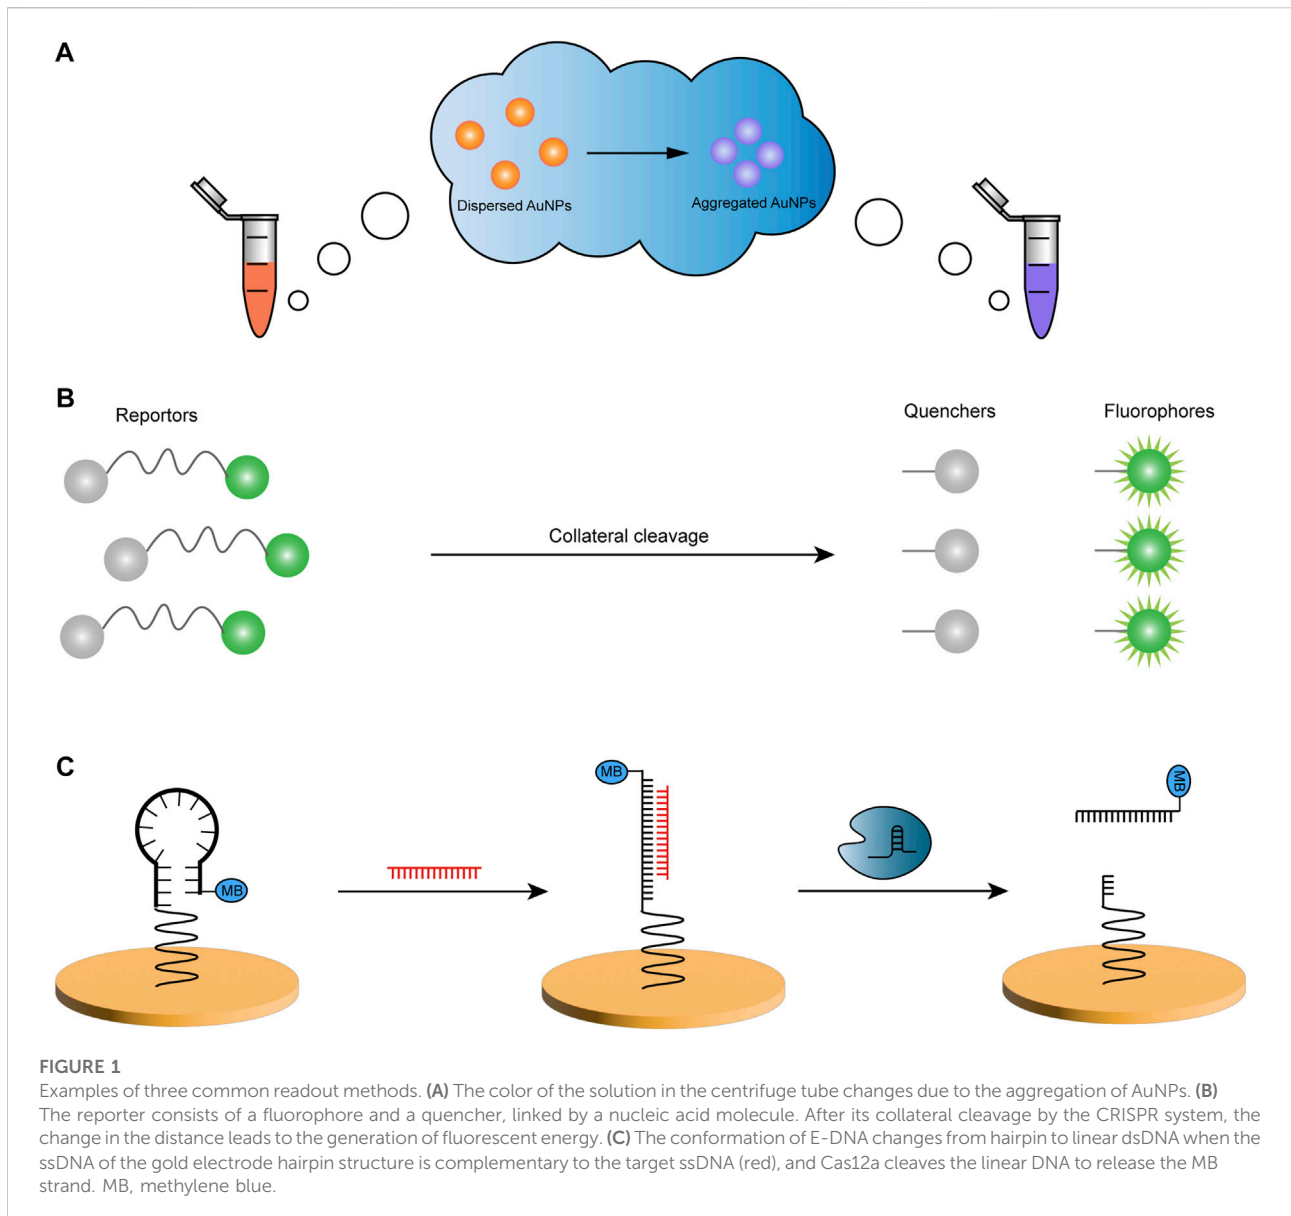 A
Dispersed AuNPs
Aggregated AuNPs
B
Reportors
Quenchers
Fluorophores
Collateral cleavage
C
MB
MB
MB
FIGURE 1
Examples of three common readout methods. (A) The color of the solution in the centrifuge tube changes due to the aggregation of AuNPs. (B)
The reporter consists of a fluorophore and a quencher, linked by a nucleic acid molecule. After its collateral cleavage by the CRISPR system, the
change in the distance leads to the generation of fluorescent energy. (C) The conformation of E-DNA changes from hairpin to linear dsDNA when the
ssDNA of the gold electrode hairpin structure is complementary to the target ssDNA (red), and Cas12a cleaves the linear DNA to release the MB
strand. MB, methylene blue.